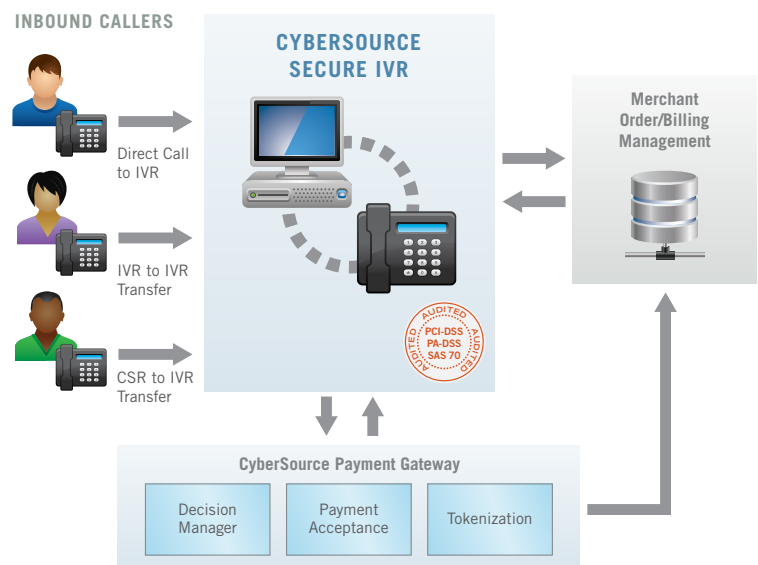 INBOUND CALLERS
CYBERSOURCE
SECURE IVR
Direct Call
to IVR
IVR to IVR
Transfer
CSR to IVR
Transfer
AUDITED
AUDITED
AUDITED
PCI-DSS
PA-DSS
SAS 70
Merchant
Order/Billing
Management
CyberSource Payment Gateway
Decision
Manager
Payment
Acceptance
Tokenization